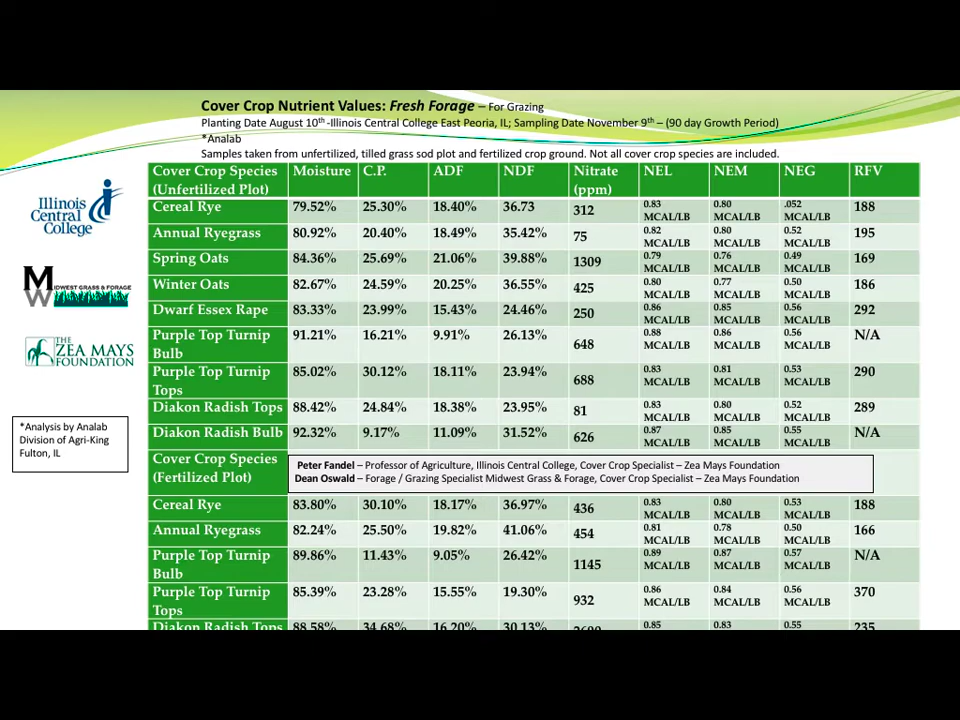 Cover Crop Nutrient Values: Fresh Forage – For Grazing
Planting Date August 10th -Illinois Central College East Peoria, IL; Sampling Date November 9th – (90 day Growth Period)
*Analab
Samples taken from unfertilized, tilled grass sod plot and fertilized crop ground. Not all cover crop species are included.
Illinois
Central
College
MW MIDWEST GRASS & FORAGE
THE
ZEA MAYS
FOUNDATION
*Analysis by Analab
Division of Agri-King
Fulton, IL
Cover Crop Species (Unfertilized Plot) Moisture C.P. ADF NDF Nitrate (ppm) NEL NEM NEG RFV
Cereal Rye 79.52% 25.30% 18.40% 36.73 312 0.83 MCAL/LB 0.80 MCAL/LB .052 MCAL/LB 188
Annual Ryegrass 80.92% 20.40% 18.49% 35.42% 75 0.82 MCAL/LB 0.80 MCAL/LB 0.52 MCAL/LB 195
Spring Oats 84.36% 25.69% 21.06% 39.88% 1309 0.79 MCAL/LB 0.76 MCAL/LB 0.49 MCAL/LB 169
Winter Oats 82.67% 24.59% 20.25% 36.55% 425 0.80 MCAL/LB 0.77 MCAL/LB 0.50 MCAL/LB 186
Dwarf Essex Rape 83.33% 23.99% 15.43% 24.46% 250 0.86 MCAL/LB 0.85 MCAL/LB 0.56 MCAL/LB 292
Purple Top Turnip Bulb 91.21% 16.21% 9.91% 26.13% 648 0.88 MCAL/LB 0.86 MCAL/LB 0.56 MCAL/LB N/A
Purple Top Turnip Tops 85.02% 30.12% 18.11% 23.94% 688 0.83 MCAL/LB 0.81 MCAL/LB 0.53 MCAL/LB 290
Diakon Radish Tops 88.42% 24.84% 18.38% 23.95% 81 0.83 MCAL/LB 0.80 MCAL/LB 0.52 MCAL/LB 289
Diakon Radish Bulb 92.32% 9.17% 11.09% 31.52% 626 0.87 MCAL/LB 0.85 MCAL/LB 0.55 MCAL/LB N/A
Cover Crop Species (Fertilized Plot)
Peter Fandel – Professor of Agriculture, Illinois Central College, Cover Crop Specialist – Zea Mays Foundation
Dean Oswald – Forage / Grazing Specialist Midwest Grass & Forage, Cover Crop Specialist – Zea Mays Foundation
Cereal Rye 83.80% 30.10% 18.17% 36.97% 436 0.83 MCAL/LB 0.80 MCAL/LB 0.53 MCAL/LB 188
Annual Ryegrass 82.24% 25.50% 19.82% 41.06% 454 0.81 MCAL/LB 0.78 MCAL/LB 0.50 MCAL/LB 166
Purple Top Turnip Bulb 89.86% 11.43% 9.05% 26.42% 1145 0.89 MCAL/LB 0.87 MCAL/LB 0.57 MCAL/LB N/A
Purple Top Turnip Tops 85.39% 23.28% 15.55% 19.30% 932 0.86 MCAL/LB 0.84 MCAL/LB 0.56 MCAL/LB 370
Diakon Radish Tops 88.58% 34.68% 16.20% 30.13% 0.85 0.83 0.55 235